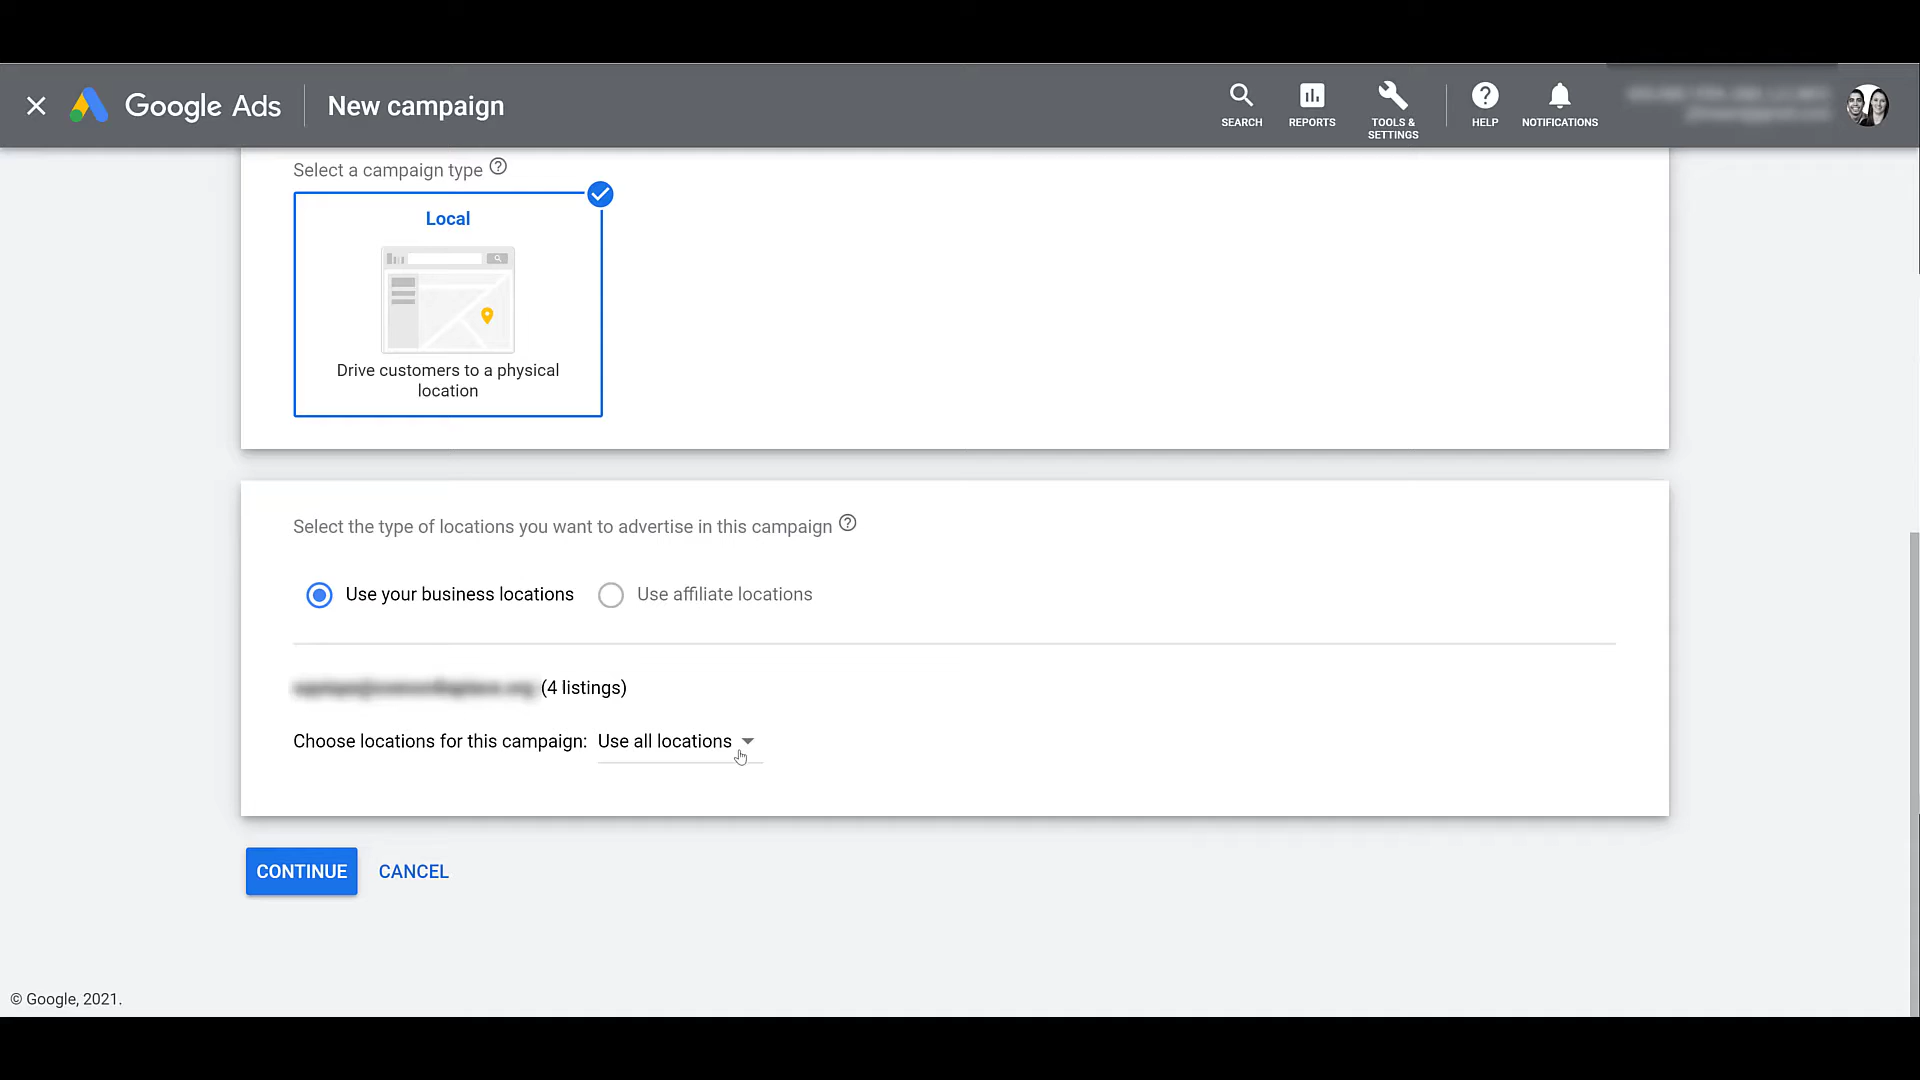 Google Ads
New campaign
SEARCH
REPORTS
TOOLS &
SETTINGS
HELP
NOTIFICATIONS
Select a campaign type
Local
Drive customers to a physical
location
Select the type of locations you want to advertise in this campaign
Use your business locations
Use affiliate locations
(4 listings)
Choose locations for this campaign: Use all locations
CONTINUE
CANCEL
© Google, 2021.